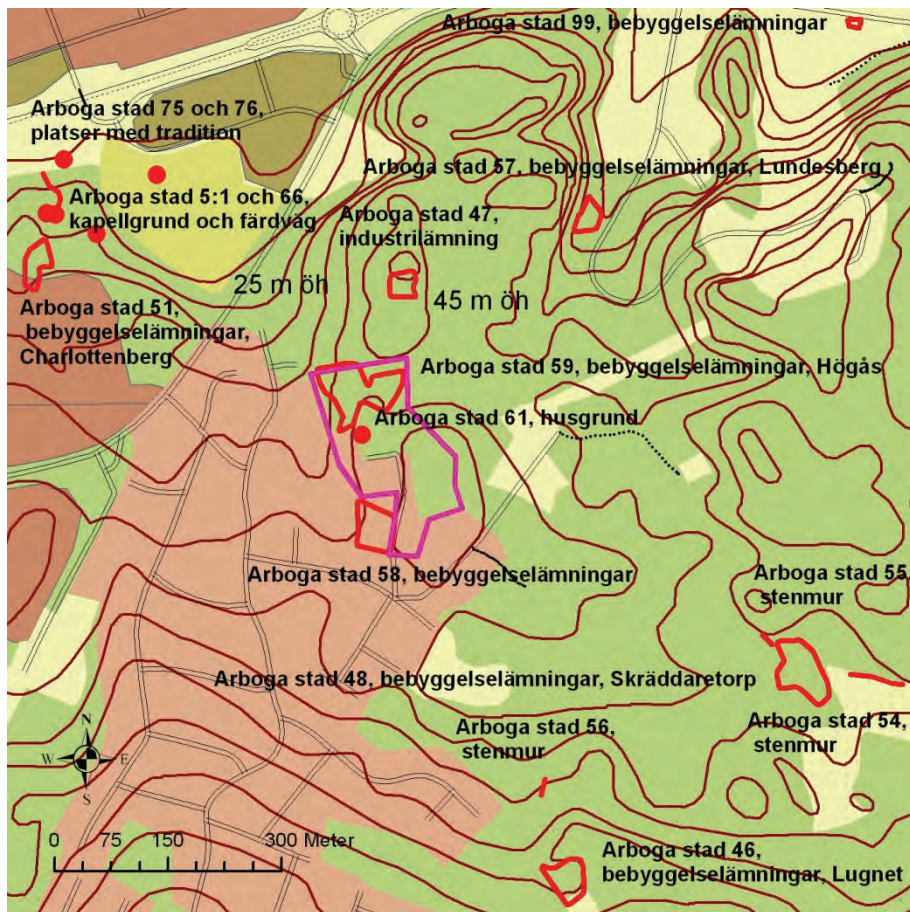 Arboga stad 99, bebyggelselämningar
Arboga stad 75 och 76,
platser med tradition
Arboga stad 57, bebyggelselämningar, Lundesberg
Arboga stad 5:1 och 66,
kapellgrund och färdväg
Arboga stad 47,
industrilämning
25 m öh
45 m öh
Arboga stad 51,
bebyggelselämningar,
Charlottenberg
Arboga stad 59, bebyggelselämningar, Högås
Arboga stad 61, husgrund
Arboga stad 58, bebyggelselämningar
Arboga stad 55,
stenmur
Arboga stad 48, bebyggelselämningar, Skräddaretorp
Arboga stad 56,
stenmur
Arboga stad 54,
stenmur
N
W
E
S
0 75 150 300 Meter
Arboga stad 46,
bebyggelselämningar, Lugnet